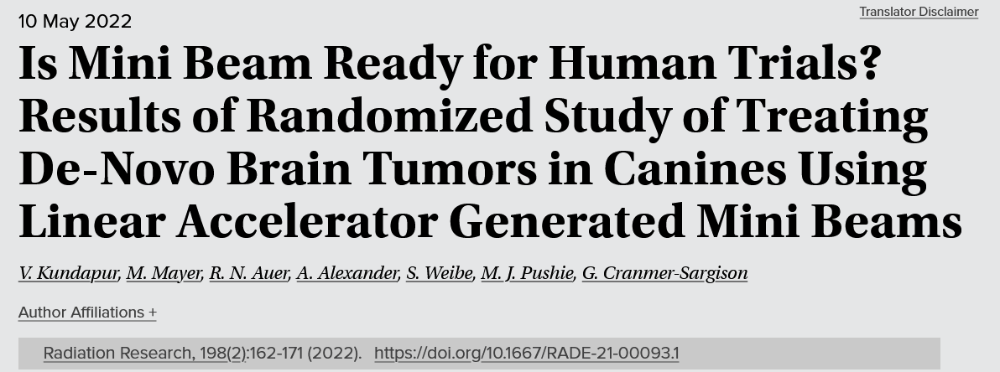 10 May 2022
Translator Disclaimer
Is Mini Beam Ready for Human Trials?
Results of Randomized Study of Treating
De-Novo Brain Tumors in Canines Using
Linear Accelerator Generated Mini Beams
V. Kundapur, M. Mayer, R. N. Auer, A. Alexander, S. Weibe, M. J. Pushie, G. Cranmer-Sargison
Author Affiliations +
Radiation Research, 198(2):162-171 (2022). https://doi.org/10.1667/RADE-21-00093.1